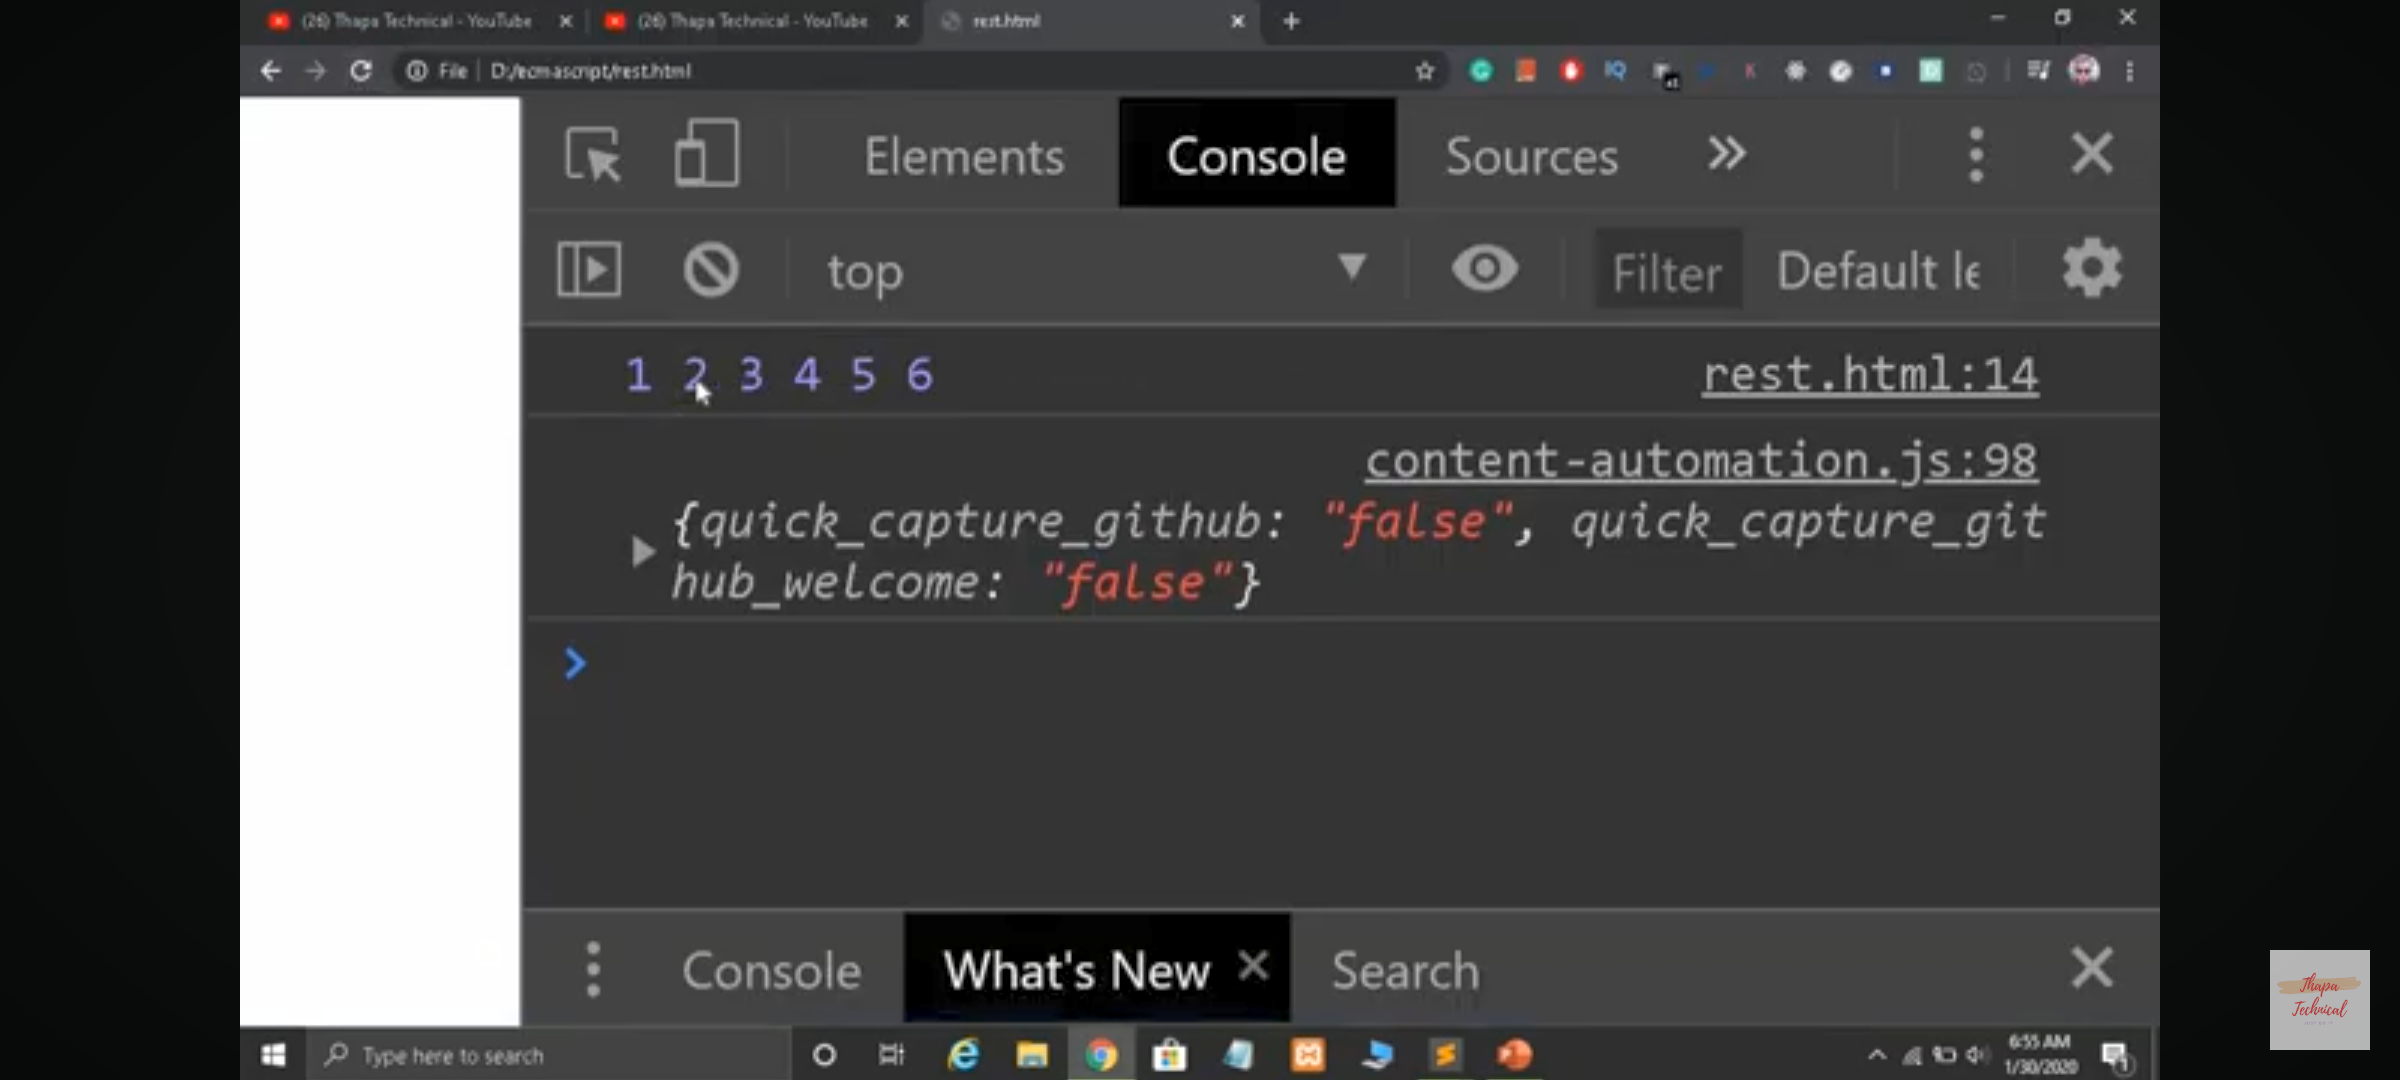 (26) Thapa Technical - YouTube
(26) Thapa Technical - YouTube
rest.html
File D:/ecmascript/rest.html
Elements Console Sources
top Filter Default le
1 2 3 4 5 6 rest.html:14
content-automation.js:98
{quick_capture_github: "false", quick_capture_git
hub_welcome: "false"}
Console What's New Search
Thapa
Technical
Type here to search
6:55 AM
1/30/2020